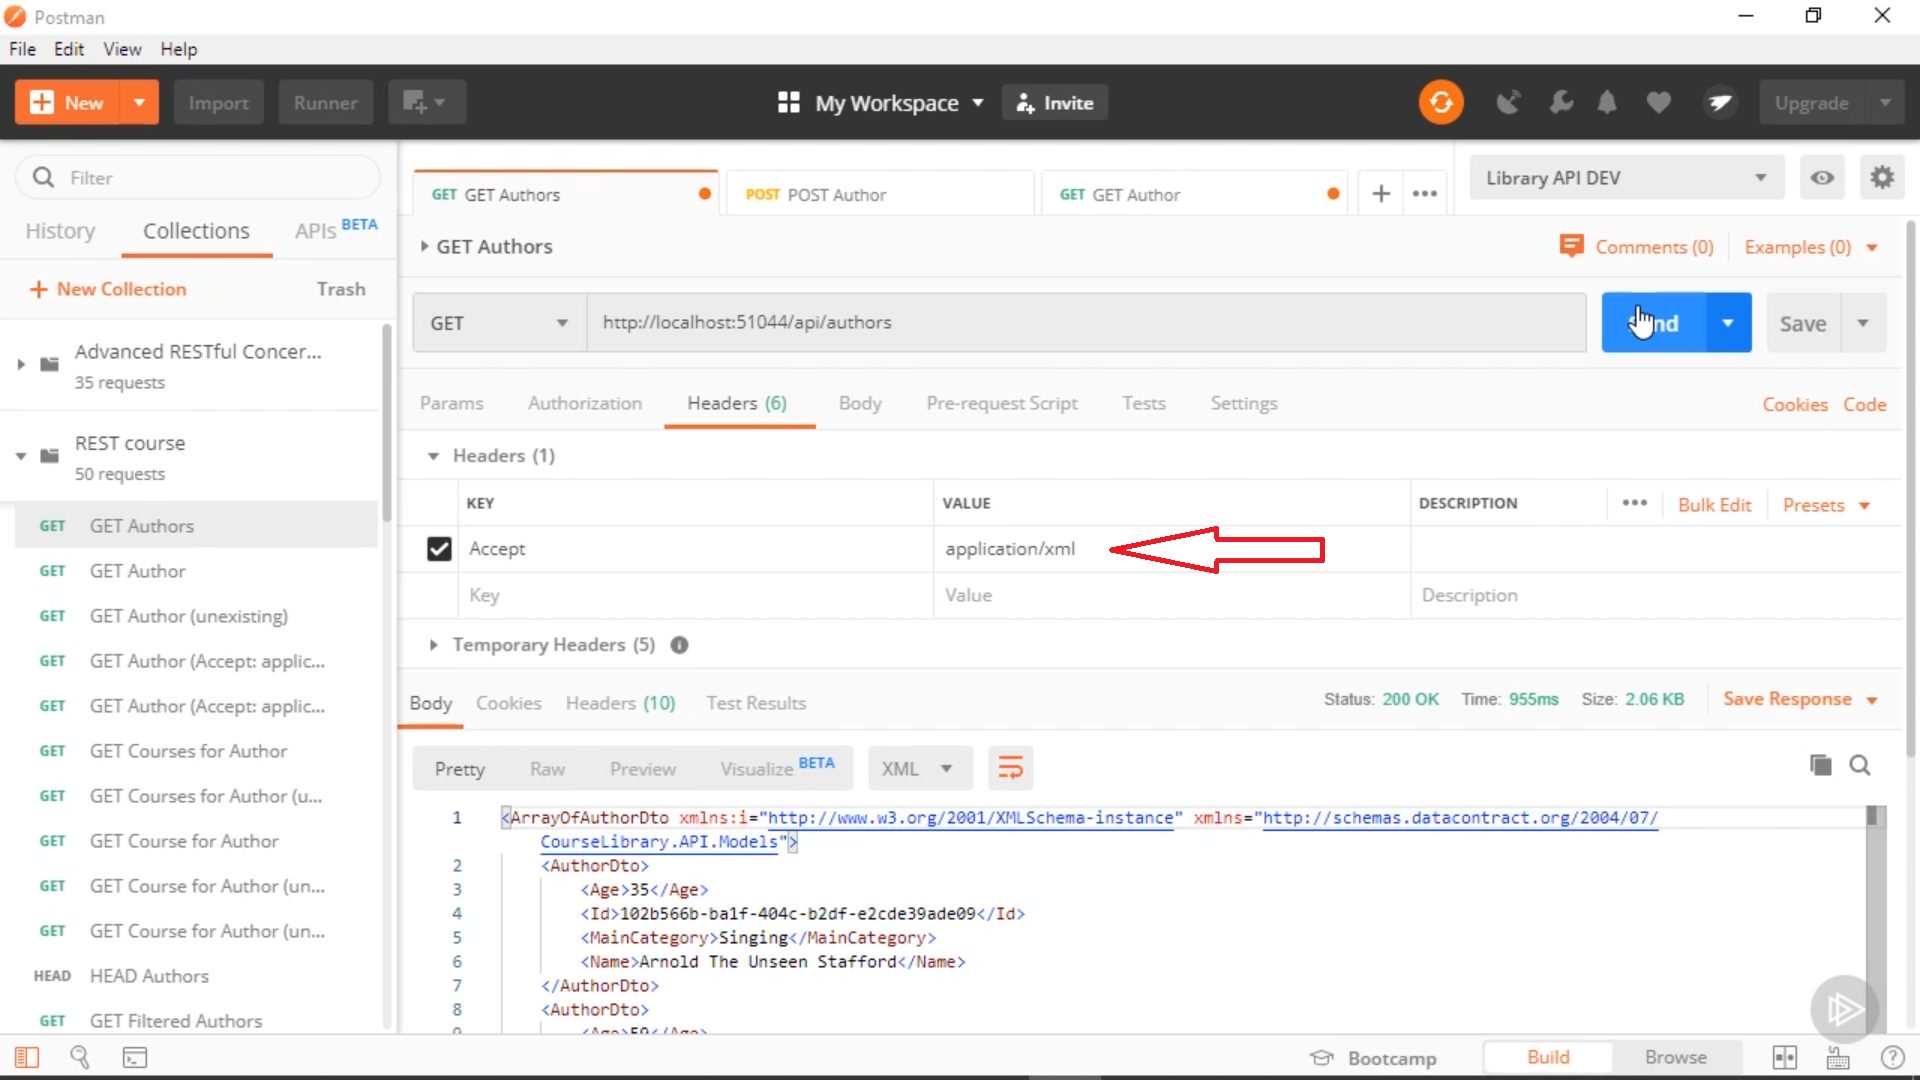 Postman
File Edit View Help
New Import Runner My Workspace Invite Upgrade
Filter
History Collections APIs BETA
New Collection Trash
Advanced RESTful Concer...
35 requests
REST course
50 requests
GET GET Authors
GET GET Author
GET GET Author (unexisting)
GET GET Author (Accept: applic...
GET GET Author (Accept: applic...
GET GET Courses for Author
GET GET Courses for Author (u...
GET GET Course for Author
GET GET Course for Author (un...
GET GET Course for Author (un...
HEAD HEAD Authors
GET GET Filtered Authors
GET GET Authors POST POST Author GET GET Author Library API DEV
GET Authors Comments (0) Examples (0)
GET http://localhost:51044/api/authors Save
Params Authorization Headers (6) Body Pre-request Script Tests Settings Cookies Code
Headers (1)
KEY VALUE DESCRIPTION Bulk Edit Presets
Accept application/xml
Key Value Description
Temporary Headers (5)
Body Cookies Headers (10) Test Results Status: 200 OK Time: 955ms Size: 2.06 KB Save Response
Pretty Raw Preview Visualize BETA XML
1 <ArrayOfAuthorDto xmlns:i="http://www.w3.org/2001/XMLSchema-instance" xmlns="http://schemas.datacontract.org/2004/07/
CourseLibrary.API.Models">
2 <AuthorDto>
3 <Age>35</Age>
4 <Id>102b566b-ba1f-404c-b2df-e2cde39ade09</Id>
5 <MainCategory>Singing</MainCategory>
6 <Name>Arnold The Unseen Stafford</Name>
7 </AuthorDto>
8 <AuthorDto>
9 <Age>59</Age>
Bootcamp Build Browse